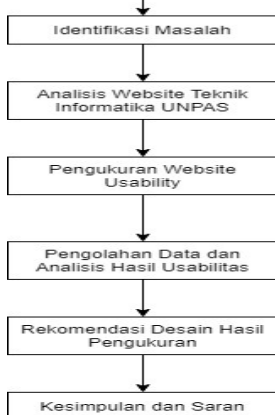 Identifikasi Masalah
Analisis Website Teknik
Informatika UNPAS
Pengukuran Website
Usability
Pengolahan Data dan
Analisis Hasil Usabilitas
Rekomendasi Desain Hasil
Pengukuran
Kesimpulan dan Saran